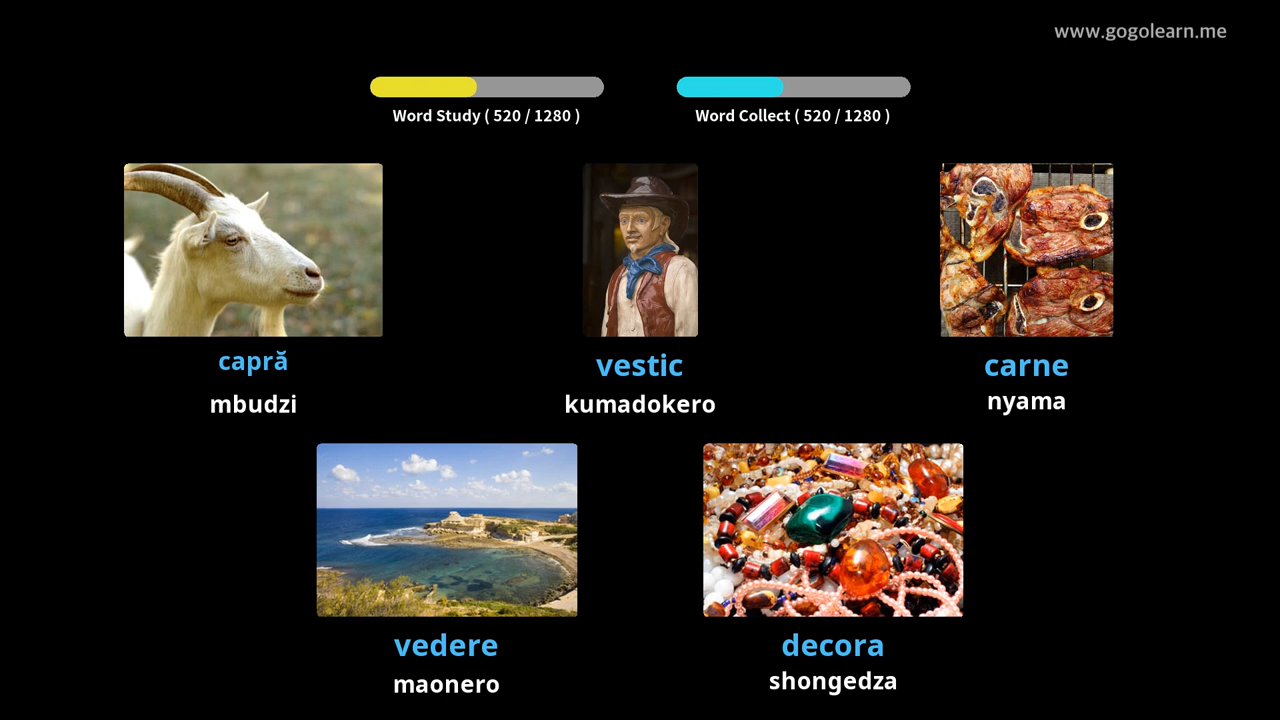 www.gogolearn.me
Word Study ( 520 / 1280 )
Word Collect ( 520 / 1280 )
capră
mbudzi
vestic
kumadokero
carne
nyama
vedere
maonero
decora
shongedza